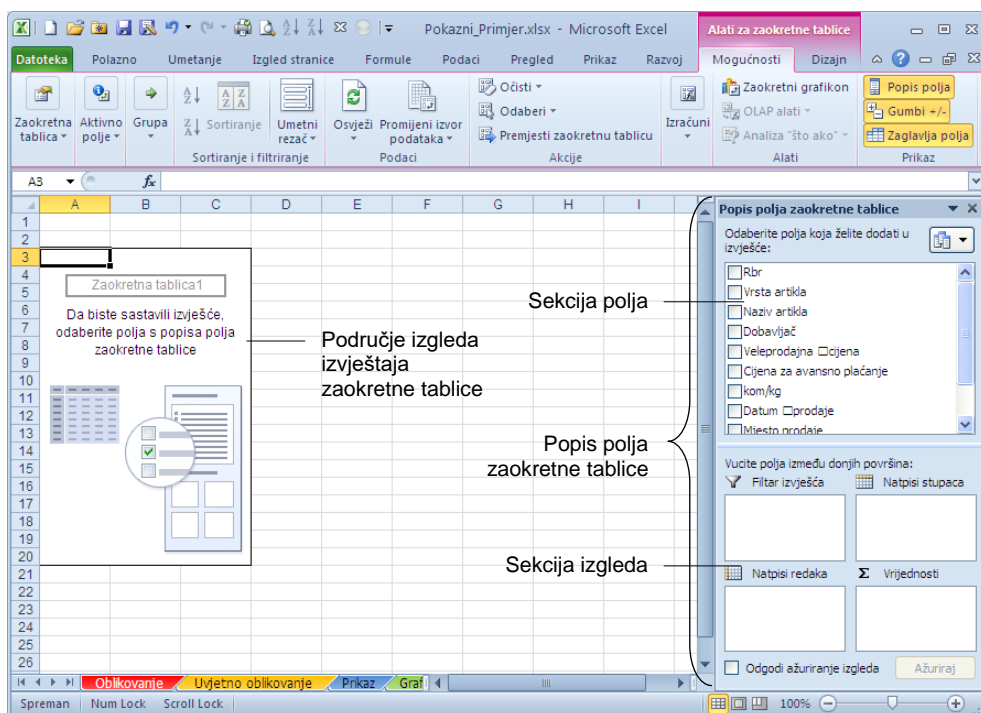 Pokazni_Primjer.xlsx - Microsoft Excel
Alati za zaokretne tablice
Datoteka Polazno Umetanje Izgled stranice Formule Podaci Pregled Prikaz Razvoj Mogućnosti Dizajn
Zaokretna tablica
Aktivno polje
Grupa
Sortiranje
Umetni rezač
Sortiranje i filtriranje
Osvježi
Promijeni izvor podataka
Podaci
Očisti
Odaberi
Premjesti zaokretnu tablicu
Akcije
Izračuni
Zaokretni grafikon
OLAP alati
Analiza "što ako"
Alati
Popis polja
Gumbi +/-
Zaglavlja polja
Prikaz
A3
fx
A B C D E F G H I
1
2
3
4
5
6
7
8
9
10
11
12
13
14
15
16
17
18
19
20
21
22
23
24
25
26
Zaokretna tablica1
Da biste sastavili izvješće,
odaberite polja s popisa polja
zaokretne tablice
Područje izgleda
izvještaja
zaokretne tablice
Sekcija polja
Popis polja
zaokretne tablice
Sekcija izgleda
Popis polja zaokretne tablice
Odaberite polja koja želite dodati u
izvješće:
Rbr
Vrsta artikla
Naziv artikla
Dobavljač
Veleprodajna □cijena
Cijena za avansno plaćanje
kom/kg
Datum □prodaje
Mjesto prodaje
Vucite polja između donjih površina:
Filtar izvješća
Natpisi stupaca
Natpisi redaka
Σ Vrijednosti
Odgodi ažuriranje izgleda
Ažuriraj
Oblikovanje Uvjetno oblikovanje Prikaz Graf
Spreman Num Lock Scroll Lock 100%